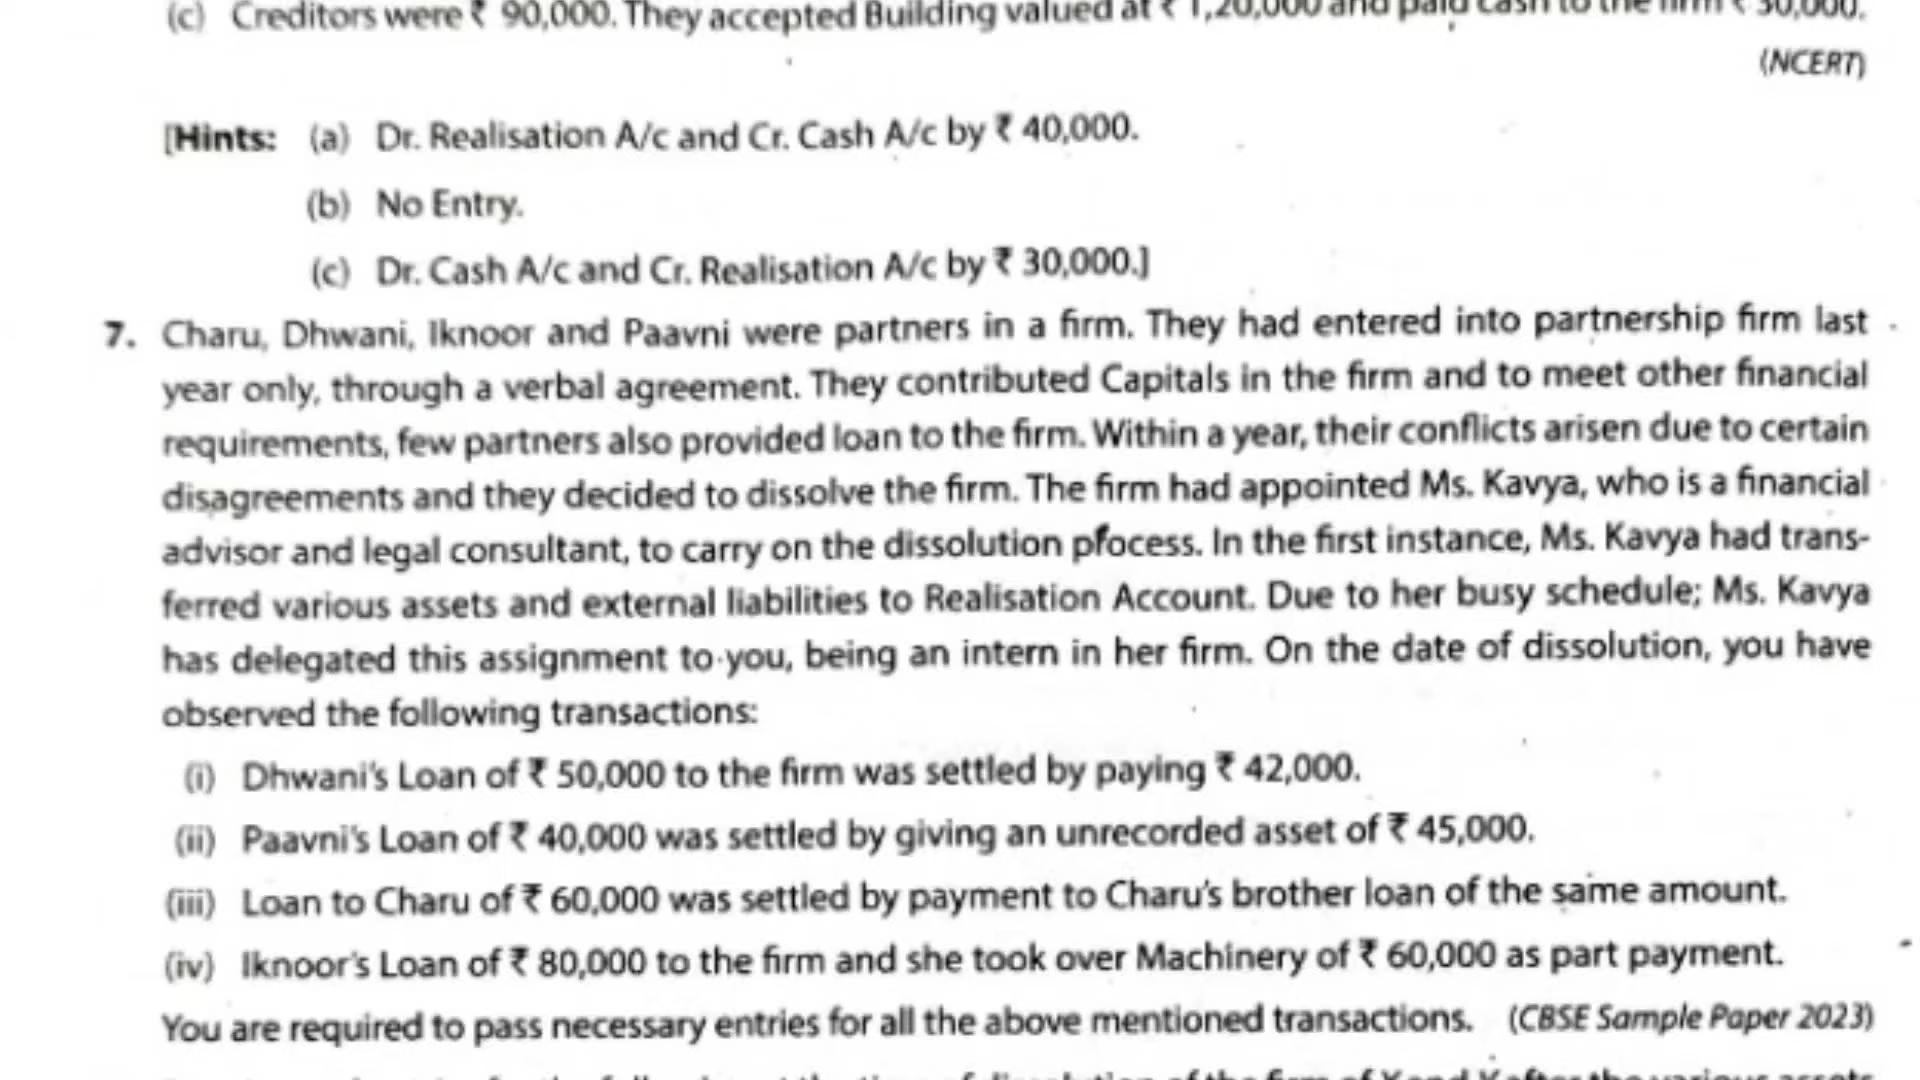 (c) Creditors were ₹ 90,000. They accepted Building valued at ₹ 1,20,000 and paid cash to the firm ₹ 30,000.
(NCERT)
[Hints: (a) Dr. Realisation A/c and Cr. Cash A/c by ₹ 40,000.
(b) No Entry.
(c) Dr. Cash A/c and Cr. Realisation A/c by ₹ 30,000.]
7. Charu, Dhwani, Iknoor and Paavni were partners in a firm. They had entered into partnership firm last
year only, through a verbal agreement. They contributed Capitals in the firm and to meet other financial
requirements, few partners also provided loan to the firm. Within a year, their conflicts arisen due to certain
disagreements and they decided to dissolve the firm. The firm had appointed Ms. Kavya, who is a financial
advisor and legal consultant, to carry on the dissolution process. In the first instance, Ms. Kavya had trans-
ferred various assets and external liabilities to Realisation Account. Due to her busy schedule; Ms. Kavya
has delegated this assignment to you, being an intern in her firm. On the date of dissolution, you have
observed the following transactions:
(i) Dhwani's Loan of ₹ 50,000 to the firm was settled by paying ₹ 42,000.
(ii) Paavni's Loan of ₹ 40,000 was settled by giving an unrecorded asset of ₹ 45,000.
(iii) Loan to Charu of ₹ 60,000 was settled by payment to Charu's brother loan of the same amount.
(iv) Iknoor's Loan of ₹ 80,000 to the firm and she took over Machinery of ₹ 60,000 as part payment.
You are required to pass necessary entries for all the above mentioned transactions. (CBSE Sample Paper 2023)